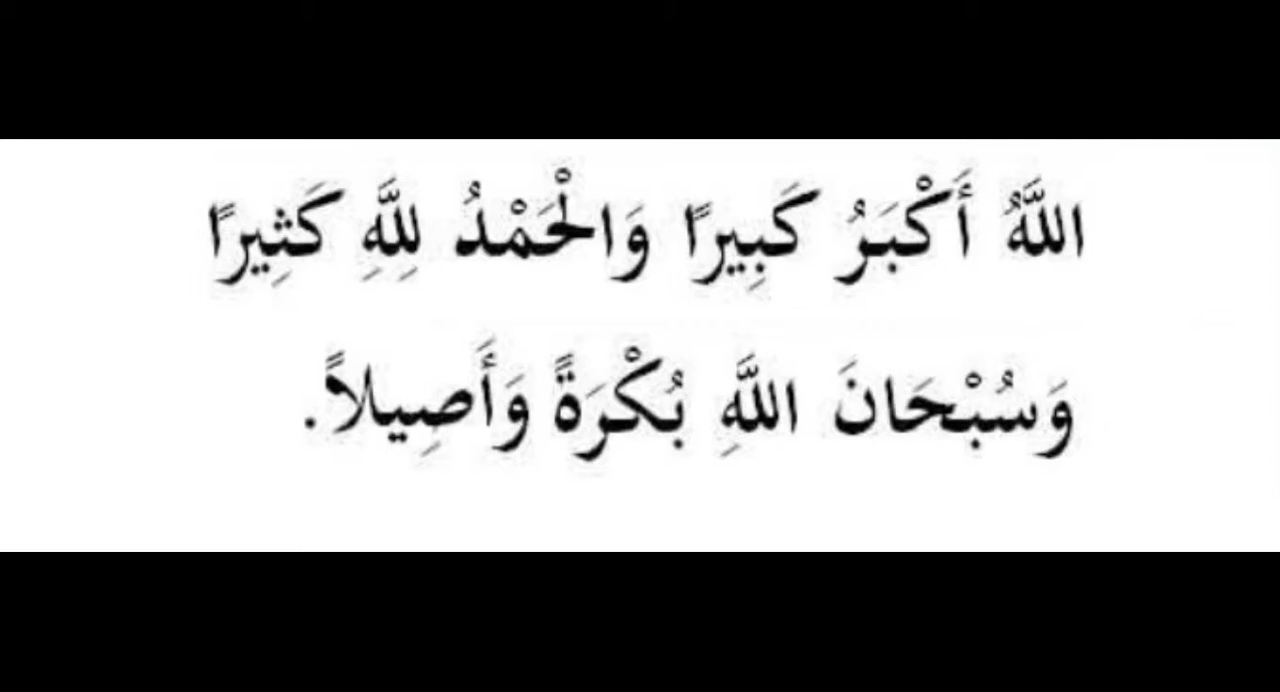 اللَّهُ أَكْبَرُ كَبِيرًا وَالْحَمْدُ لِلَّهِ كَثِيرًا
وَسُبْحَانَ اللَّهِ بُكْرَةً وَأَصِيلاً.